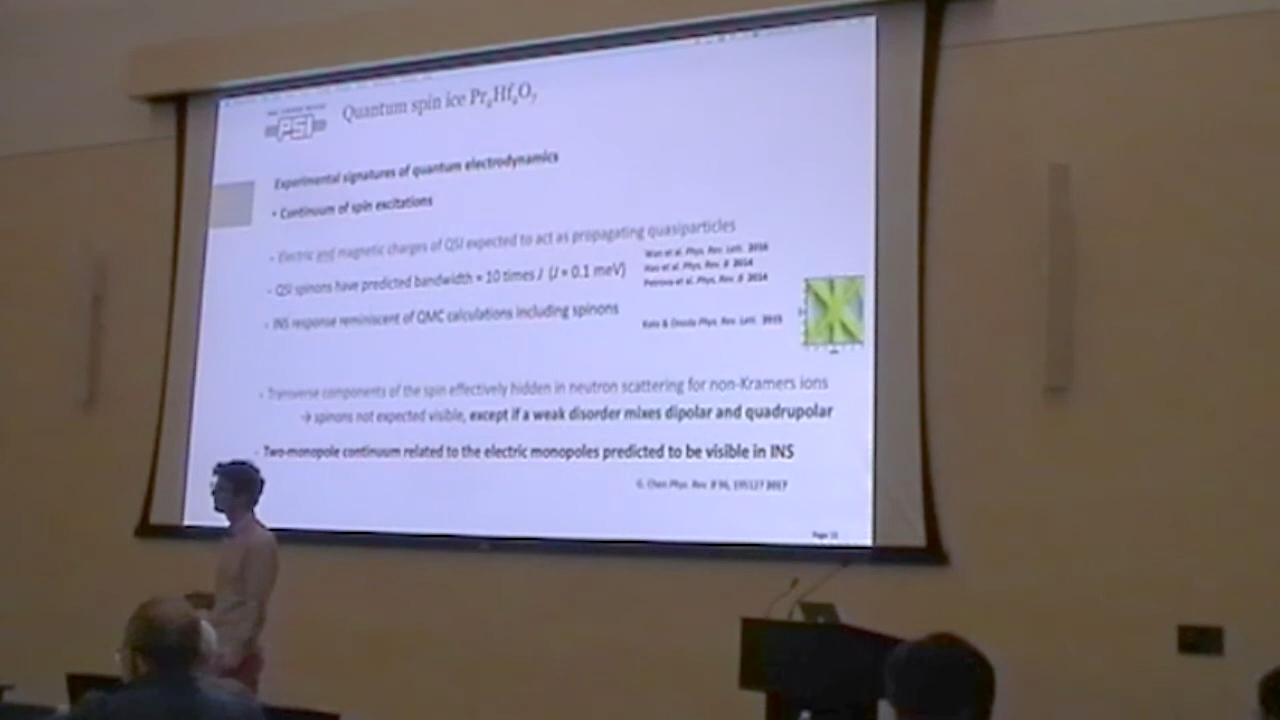 PSI
Quantum spin ice Pr₂Hf₂O₇
Experimental signatures of quantum electrodynamics
• Continuum of spin excitations
- Electric and magnetic charges of QSI expected to act as propagating quasiparticles
Wan et al. Phys. Rev. Lett. 2016
Hao et al. Phys. Rev. B 2014
Petrova et al. Phys. Rev. B 2014
- QSI spinons have predicted bandwidth ≈ 10 times J (J ≈ 0.1 meV)
- INS response reminiscent of QMC calculations including spinons
Kato & Onoda Phys. Rev. Lett. 2015
- Transverse components of the spin effectively hidden in neutron scattering for non-Kramers ions
→ spinons not expected visible, except if a weak disorder mixes dipolar and quadrupolar
- Two-monopole continuum related to the electric monopoles predicted to be visible in INS
G. Chen Phys. Rev. B 96, 195127 2017
Page